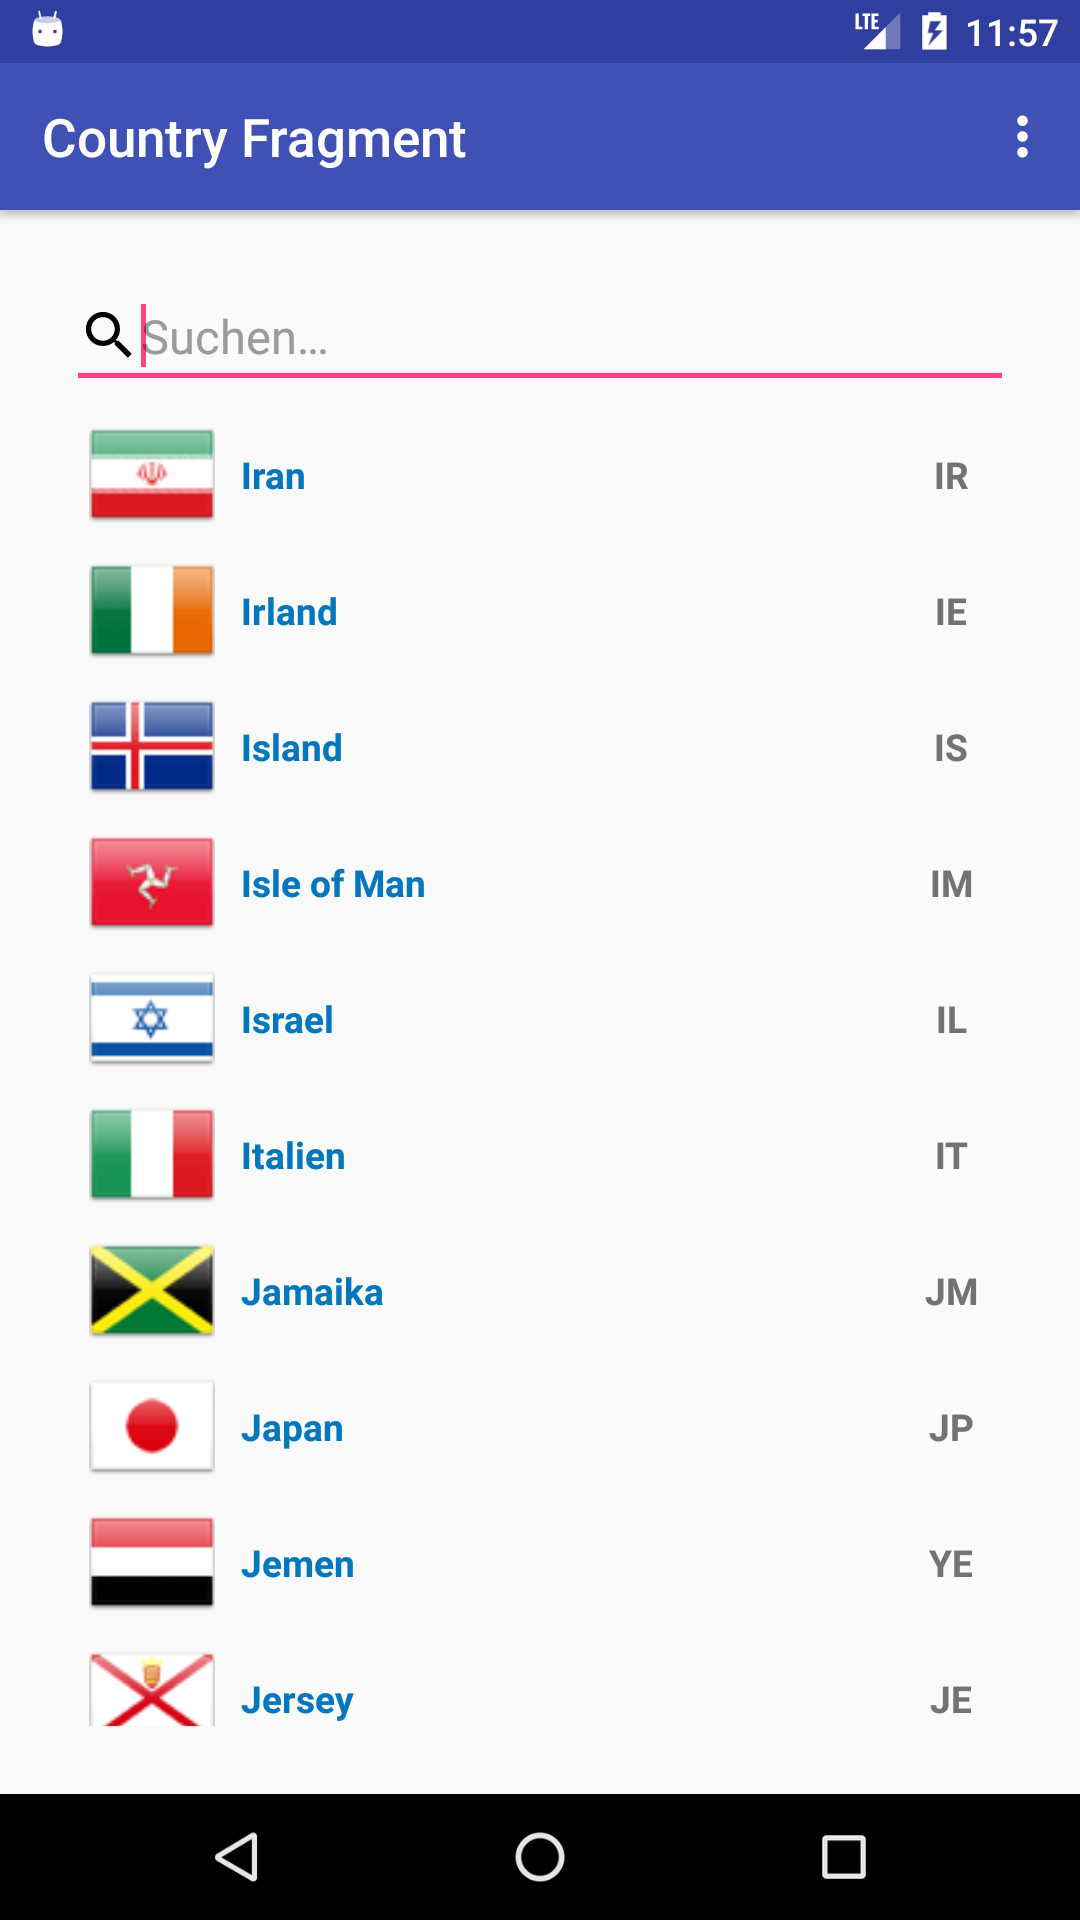 LTE 11:57
Country Fragment
Suchen...
Iran IR
Irland IE
Island IS
Isle of Man IM
Israel IL
Italien IT
Jamaika JM
Japan JP
Jemen YE
Jersey JE